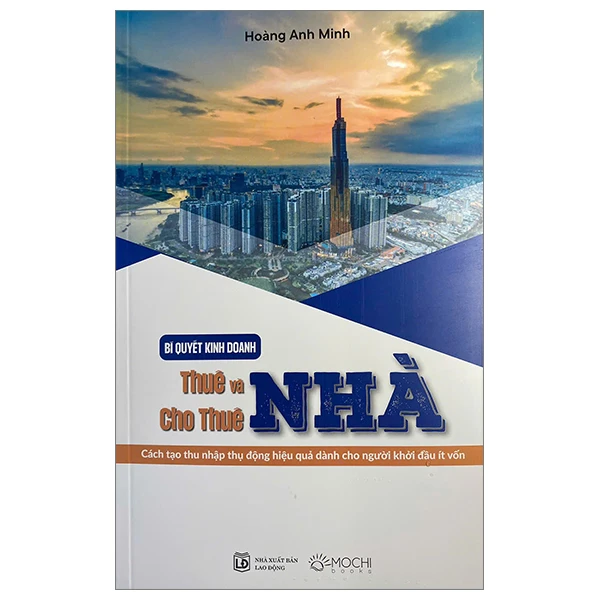 Hoàng Anh Minh
BÍ QUYẾT KINH DOANH
Thuê và
Cho Thuê
NHÀ
Cách tạo thu nhập thụ động hiệu quả dành cho người khởi đầu ít vốn
LĐ
NHÀ XUẤT BẢN
LAO ĐỘNG
MOCHI
books